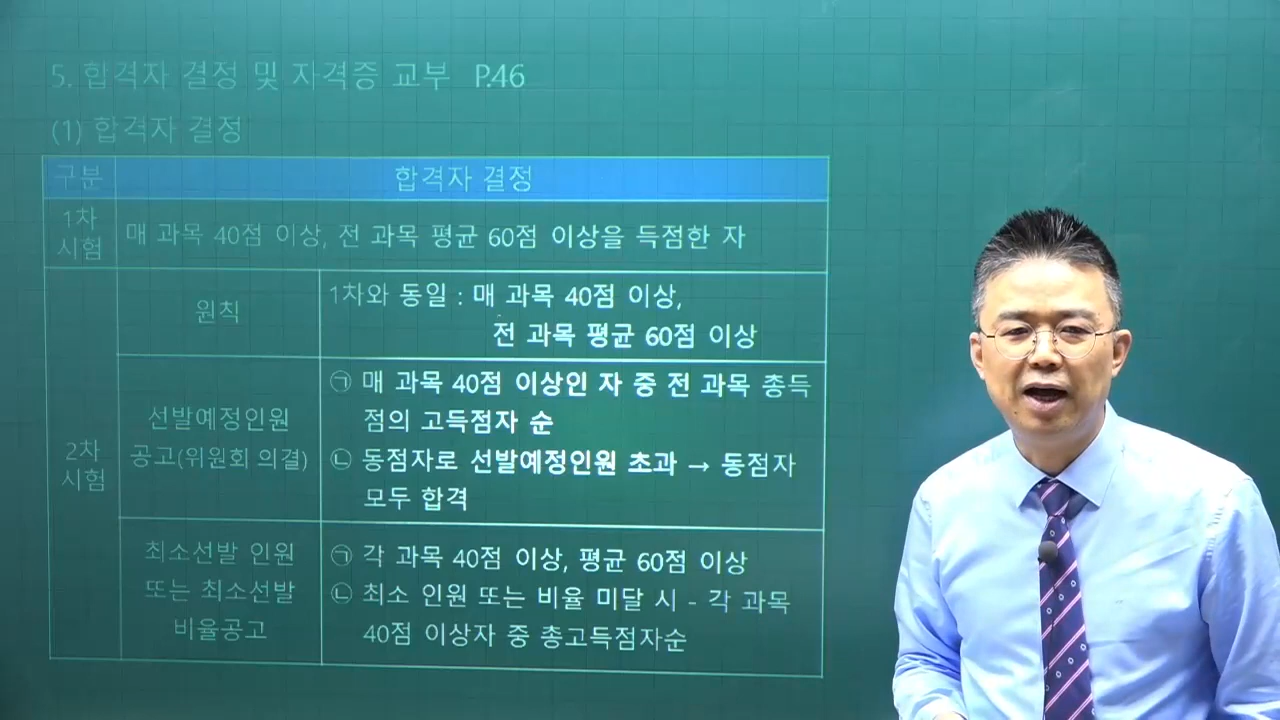 5. 합격자 결정 및 자격증 교부 P.46
(1) 합격자 결정
구분 합격자 결정
1차
시험
매 과목 40점 이상, 전 과목 평균 60점 이상을 득점한 자
2차
시험
원칙
1차와 동일 : 매 과목 40점 이상,
전 과목 평균 60점 이상
선발예정인원
공고(위원회 의결)
㉠ 매 과목 40점 이상인 자 중 전 과목 총득
점의 고득점자 순
㉡ 동점자로 선발예정인원 초과 → 동점자
모두 합격
최소선발 인원
또는 최소선발
비율공고
㉠ 각 과목 40점 이상, 평균 60점 이상
㉡ 최소 인원 또는 비율 미달 시 - 각 과목
40점 이상자 중 총고득점자순